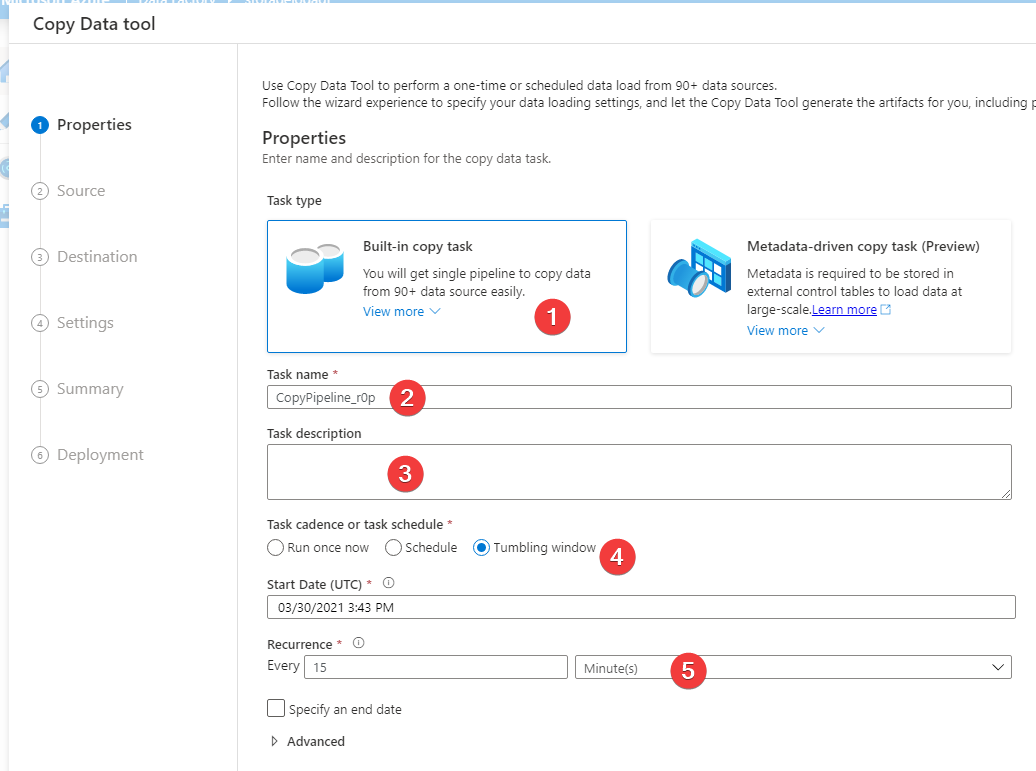 Copy Data tool
Use Copy Data Tool to perform a one-time or scheduled data load from 90+ data sources.
Follow the wizard experience to specify your data loading settings, and let the Copy Data Tool generate the artifacts for you, including
1 Properties
2 Source
3 Destination
4 Settings
5 Summary
6 Deployment
Properties
Enter name and description for the copy data task.
Task type
Built-in copy task
You will get single pipeline to copy data
from 90+ data source easily.
View more
1
Metadata-driven copy task (Preview)
Metadata is required to be stored in
external control tables to load data at
large-scale.Learn more
View more
Task name *
CopyPipeline_r0p
2
Task description
3
Task cadence or task schedule *
Run once now Schedule Tumbling window
4
Start Date (UTC) *
03/30/2021 3:43 PM
Recurrence *
Every 15 Minute(s)
5
Specify an end date
Advanced